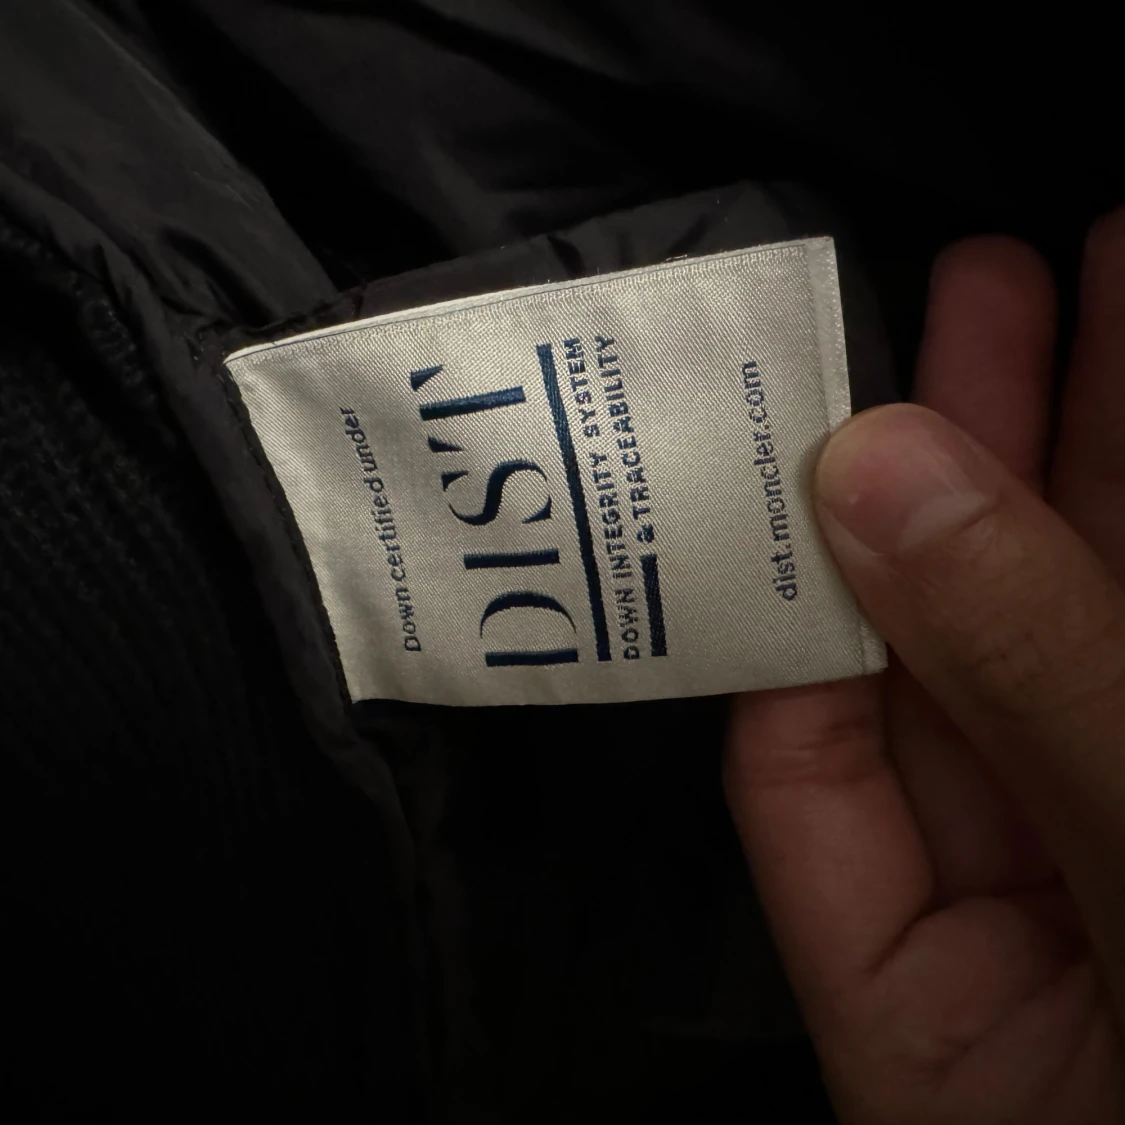 Down certified under
DIST
DOWN INTEGRITY SYSTEM
& TRACEABILITY
dist.moncler.com